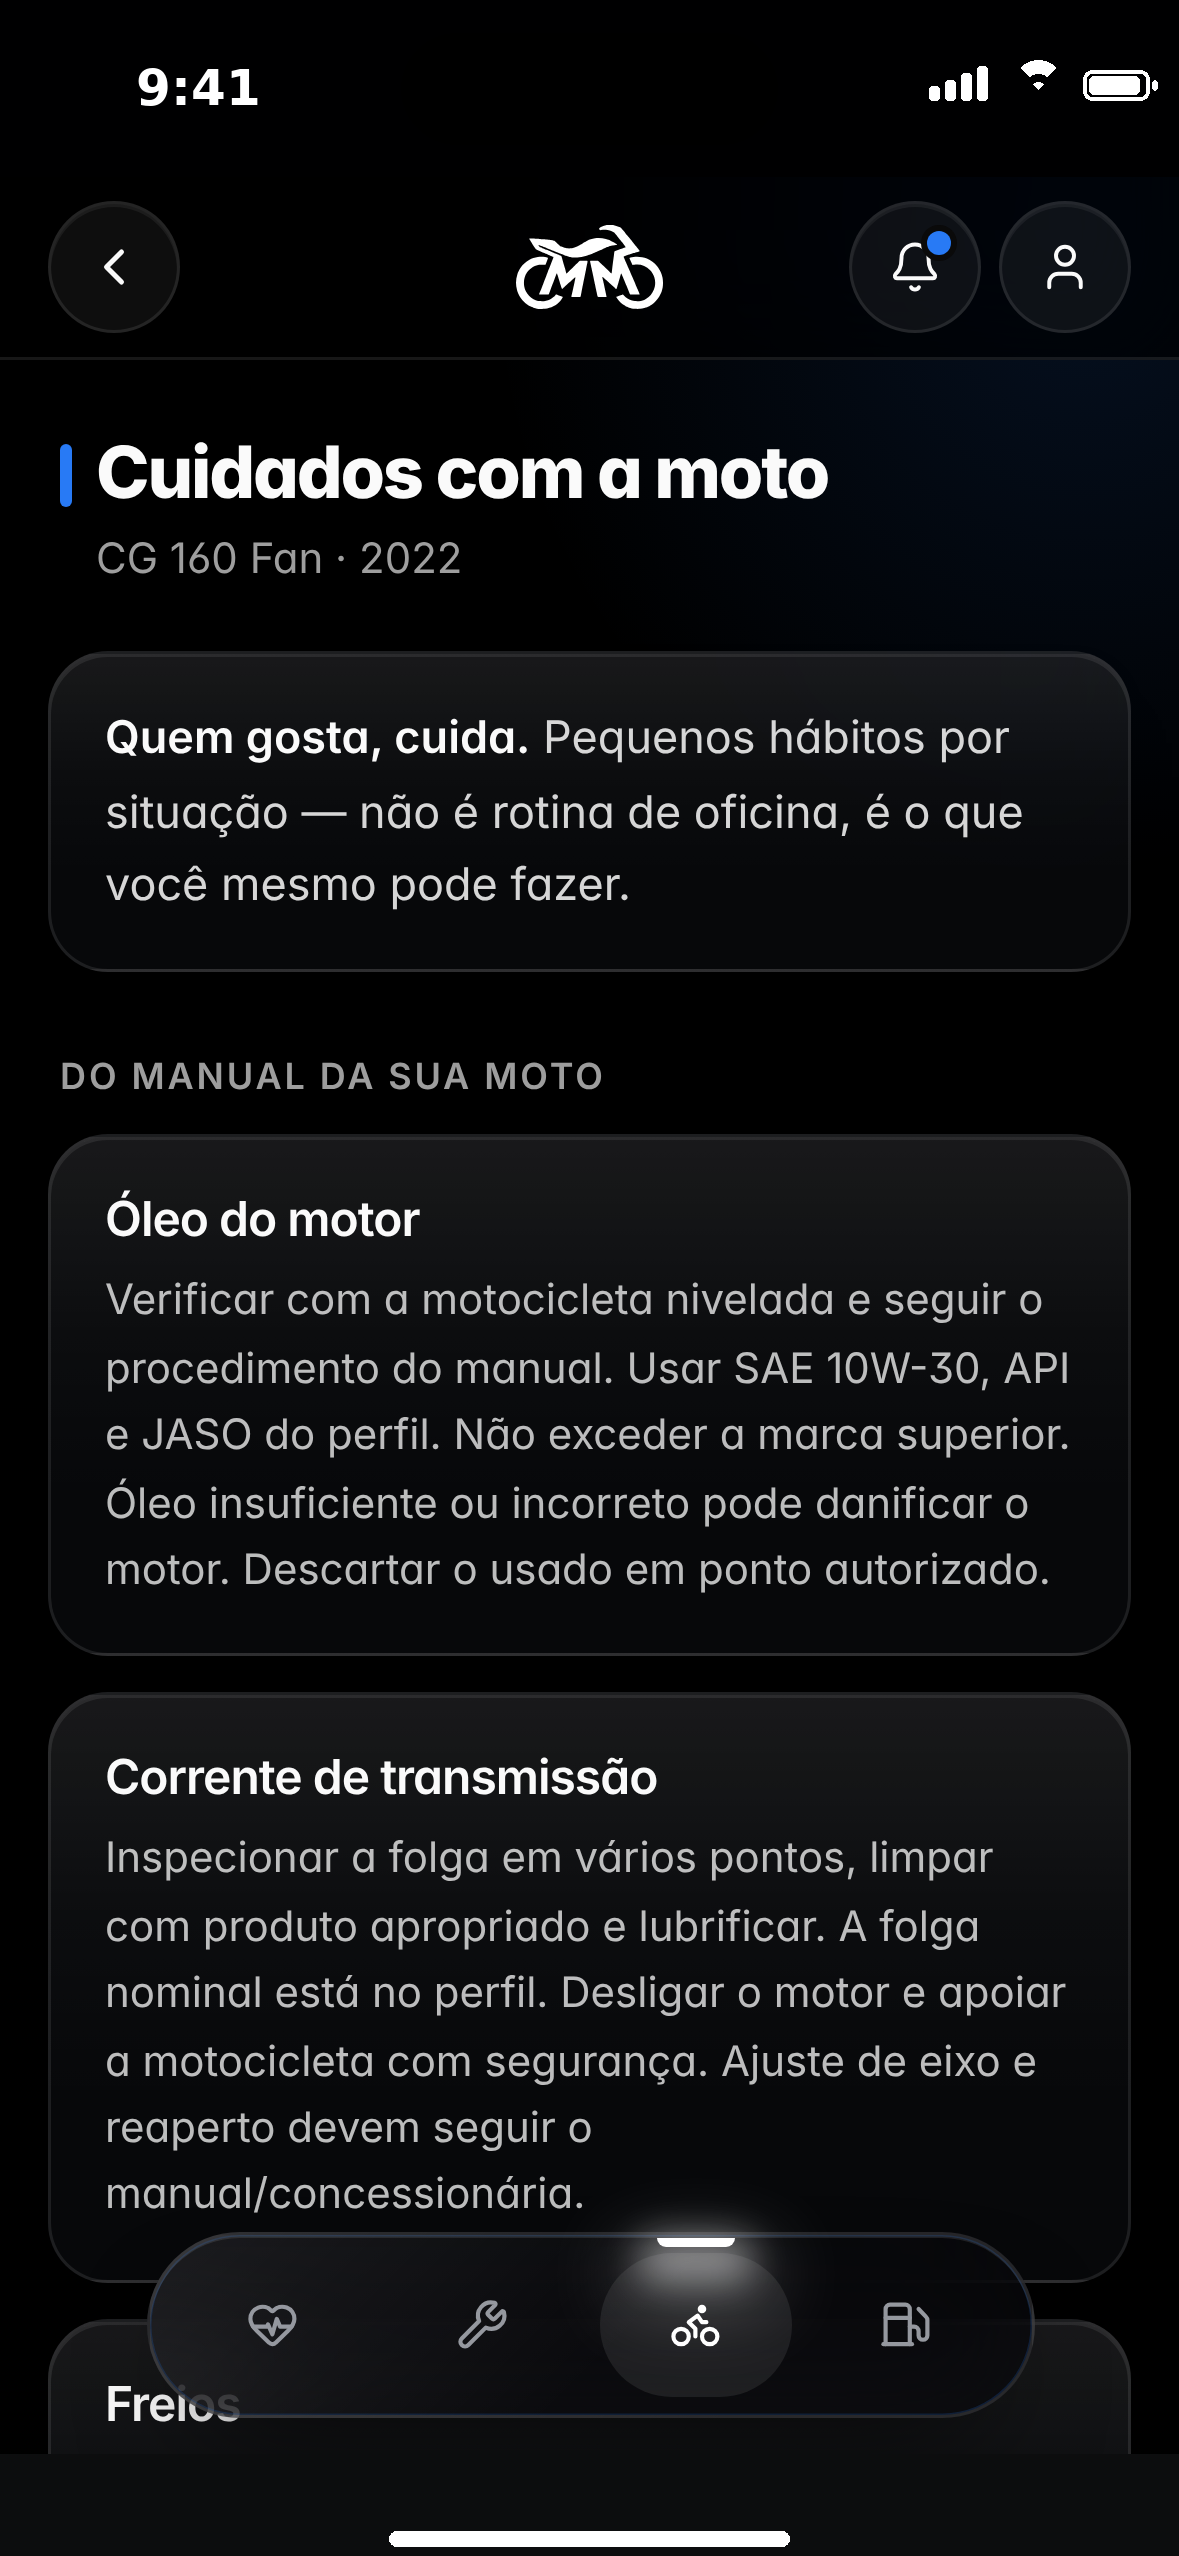 9:41
MM
Cuidados com a moto
CG 160 Fan · 2022
Quem gosta, cuida. Pequenos hábitos por
situação — não é rotina de oficina, é o que
você mesmo pode fazer.
DO MANUAL DA SUA MOTO
Óleo do motor
Verificar com a motocicleta nivelada e seguir o
procedimento do manual. Usar SAE 10W-30, API
e JASO do perfil. Não exceder a marca superior.
Óleo insuficiente ou incorreto pode danificar o
motor. Descartar o usado em ponto autorizado.
Corrente de transmissão
Inspecionar a folga em vários pontos, limpar
com produto apropriado e lubrificar. A folga
nominal está no perfil. Desligar o motor e apoiar
a motocicleta com segurança. Ajuste de eixo e
reaperto devem seguir o
manual/concessionária.
Freios